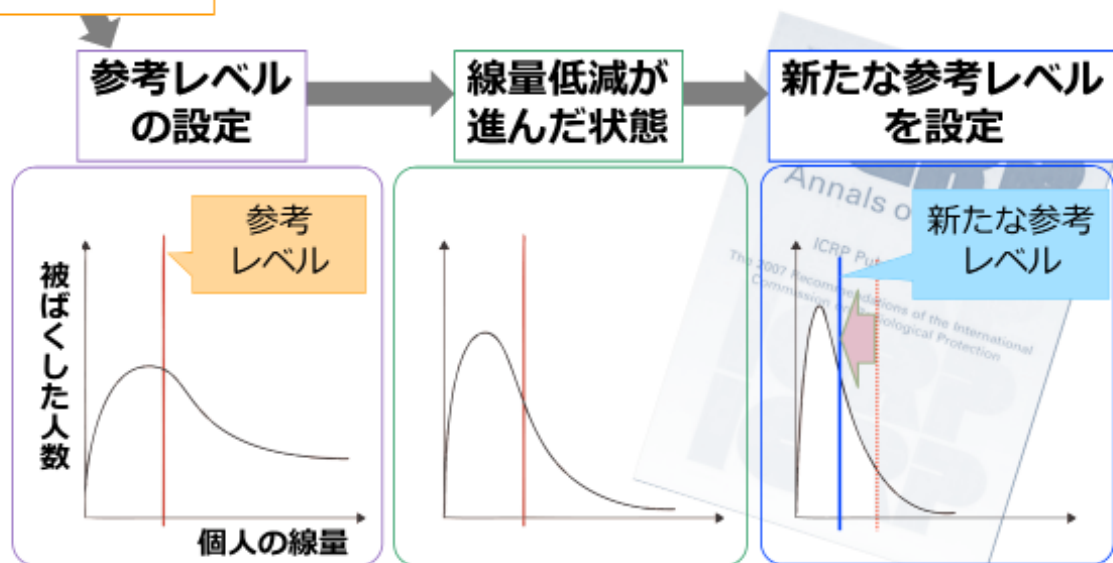 参考レベル
の設定
線量低減が
進んだ状態
新たな参考レベル
を設定
参考
レベル
被ばくした人数
個人の線量
新たな参考
レベル
Annals o
ICRP Pu
The 2007 Recommendations of the International
Commission on Radiological Protection
ICRP